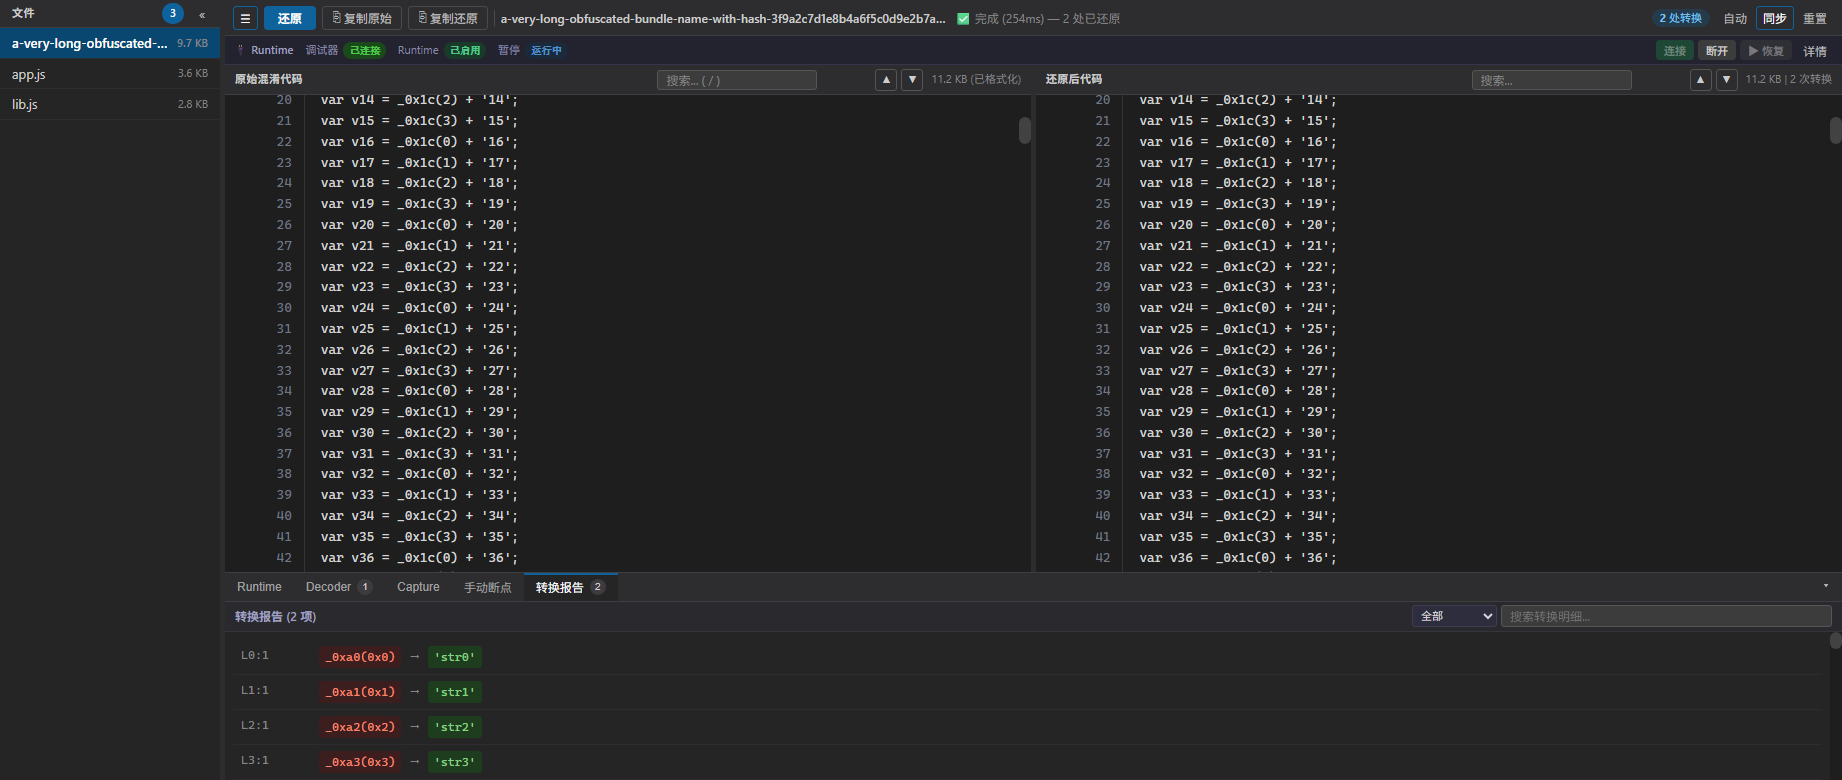 文件 3 «
a-very-long-obfuscated-... 9.7 KB
app.js 3.6 KB
lib.js 2.8 KB
☰ 还原 复制原始 复制还原 a-very-long-obfuscated-bundle-name-with-hash-3f9a2c7d1e8b4a6f5c0d9e2b7a... ✅ 完成 (254ms) — 2 处已还原 2 处转换 自动 同步 重置
Runtime 调试器 已连接 Runtime 已启用 暂停 运行中 连接 断开 ▶ 恢复 详情
原始混淆代码 搜索... ( / ) ▲ ▼ 11.2 KB (已格式化)
20 var v14 = _0x1c(2) + '14';
21 var v15 = _0x1c(3) + '15';
22 var v16 = _0x1c(0) + '16';
23 var v17 = _0x1c(1) + '17';
24 var v18 = _0x1c(2) + '18';
25 var v19 = _0x1c(3) + '19';
26 var v20 = _0x1c(0) + '20';
27 var v21 = _0x1c(1) + '21';
28 var v22 = _0x1c(2) + '22';
29 var v23 = _0x1c(3) + '23';
30 var v24 = _0x1c(0) + '24';
31 var v25 = _0x1c(1) + '25';
32 var v26 = _0x1c(2) + '26';
33 var v27 = _0x1c(3) + '27';
34 var v28 = _0x1c(0) + '28';
35 var v29 = _0x1c(1) + '29';
36 var v30 = _0x1c(2) + '30';
37 var v31 = _0x1c(3) + '31';
38 var v32 = _0x1c(0) + '32';
39 var v33 = _0x1c(1) + '33';
40 var v34 = _0x1c(2) + '34';
41 var v35 = _0x1c(3) + '35';
42 var v36 = _0x1c(0) + '36';
还原后代码 搜索... ▲ ▼ 11.2 KB | 2 次转换
20 var v14 = _0x1c(2) + '14';
21 var v15 = _0x1c(3) + '15';
22 var v16 = _0x1c(0) + '16';
23 var v17 = _0x1c(1) + '17';
24 var v18 = _0x1c(2) + '18';
25 var v19 = _0x1c(3) + '19';
26 var v20 = _0x1c(0) + '20';
27 var v21 = _0x1c(1) + '21';
28 var v22 = _0x1c(2) + '22';
29 var v23 = _0x1c(3) + '23';
30 var v24 = _0x1c(0) + '24';
31 var v25 = _0x1c(1) + '25';
32 var v26 = _0x1c(2) + '26';
33 var v27 = _0x1c(3) + '27';
34 var v28 = _0x1c(0) + '28';
35 var v29 = _0x1c(1) + '29';
36 var v30 = _0x1c(2) + '30';
37 var v31 = _0x1c(3) + '31';
38 var v32 = _0x1c(0) + '32';
39 var v33 = _0x1c(1) + '33';
40 var v34 = _0x1c(2) + '34';
41 var v35 = _0x1c(3) + '35';
42 var v36 = _0x1c(0) + '36';
Runtime Decoder 1 Capture 手动断点 转换报告 2
转换报告 (2 项) 全部 搜索转换明细...
L0:1 _0xa0(0x0) → 'str0'
L1:1 _0xa1(0x1) → 'str1'
L2:1 _0xa2(0x2) → 'str2'
L3:1 _0xa3(0x3) → 'str3'